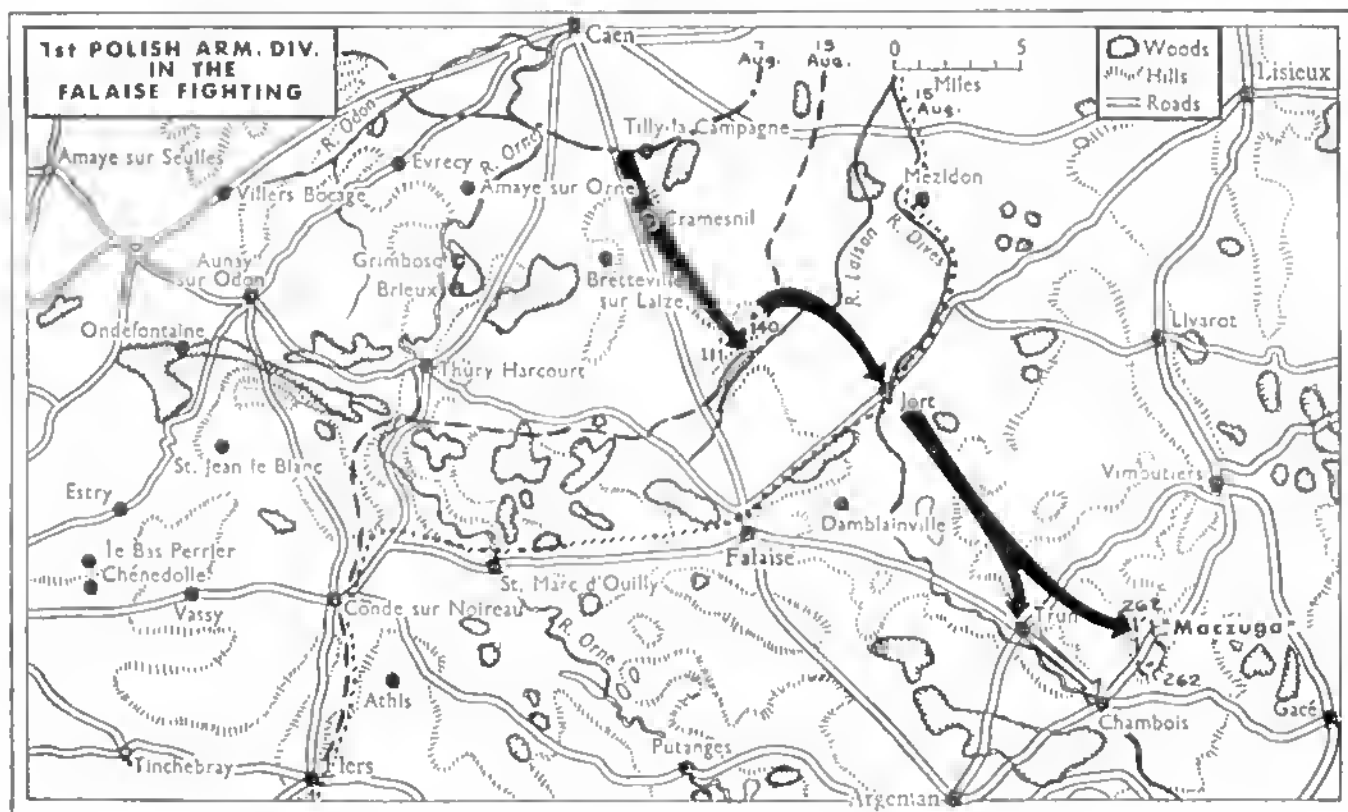 1st POLISH ARM. DIV.
IN THE
FALAISE FIGHTING
Caen
7
Aug.
15
Aug.
0
5
Miles
15
Aug.
Woods
Hills
Roads
Lisieux
R. Odon
R. Orne
Tilly-la Campagne
Amaye sur Seulles
Evrecy
Villers Bocage
Amaye sur Orne
Mézidon
Cramesnil
R. Laison
R. Dives
Grimbosq
Brieux
Bretteville
sur Laize
Aunay
sur Odon
Ondefontaine
140
111
Livarot
Thury Harcourt
Jort
St. Jean le Blanc
Vimoutiers
Estry
Damblainville
Falaise
le Bas Perrier
Chénedolle
Vassy
St. Marc d'Ouilly
Conde sur Noireau
Trun
262
"Maczuga"
R. Orne
262
Athis
Chambois
Gacé
Putanges
Tinchebray
Flers
Argentan